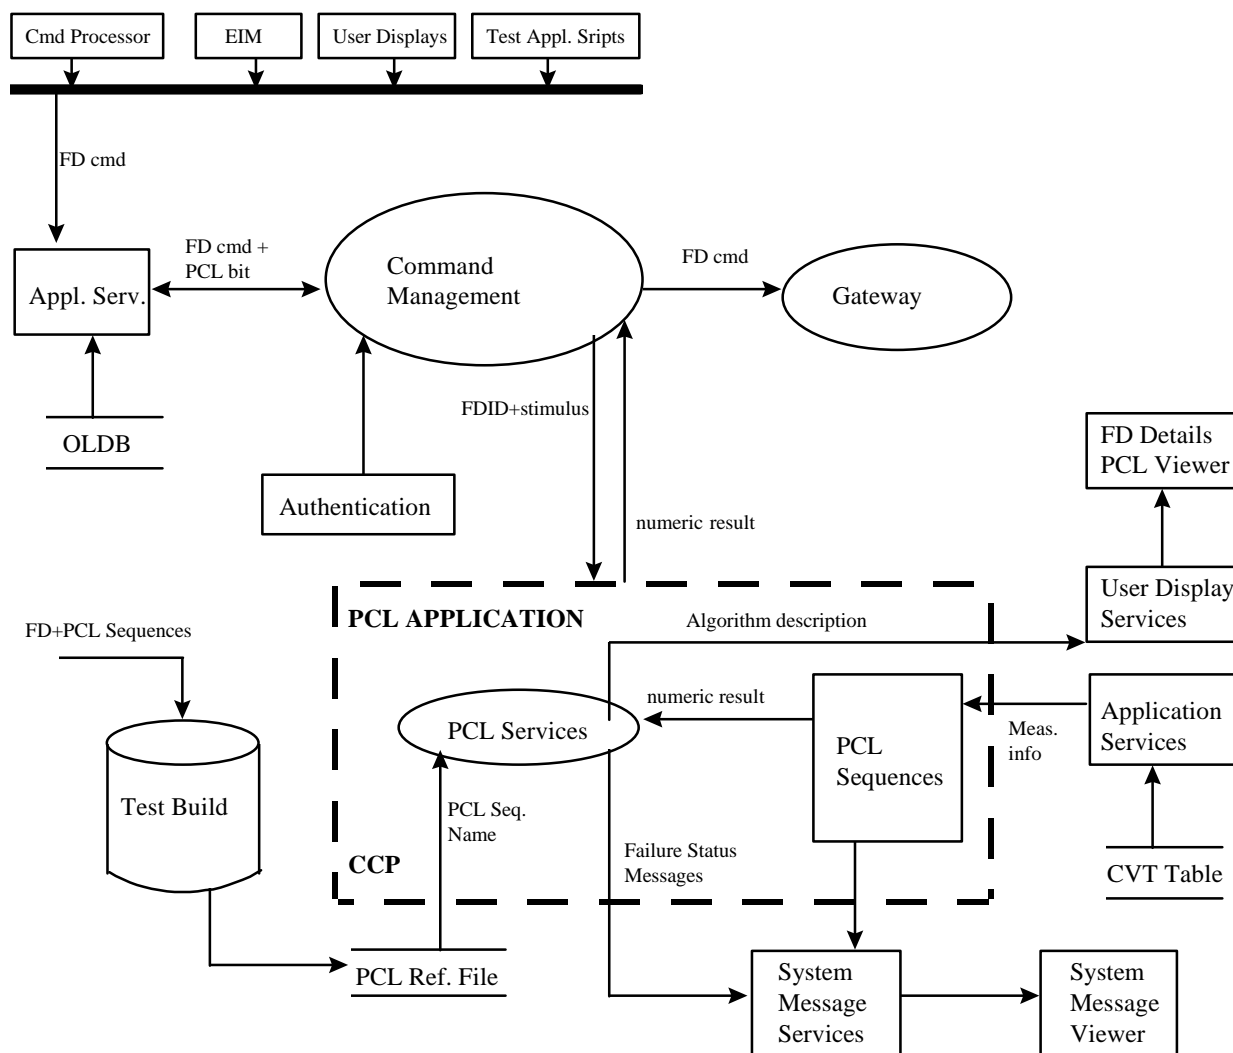 Cmd Processor
EIM
User Displays
Test Appl. Sripts
FD cmd
FD cmd +
PCL bit
Appl. Serv.
Command
Management
FD cmd
Gateway
OLDB
FDID+stimulus
Authentication
numeric result
FD Details
PCL Viewer
User Display
Services
PCL APPLICATION
Algorithm description
FD+PCL Sequences
numeric result
PCL Services
PCL
Sequences
Meas.
info
Application
Services
Test Build
PCL Seq.
Name
CCP
Failure Status
Messages
CVT Table
PCL Ref. File
System
Message
Services
System
Message
Viewer